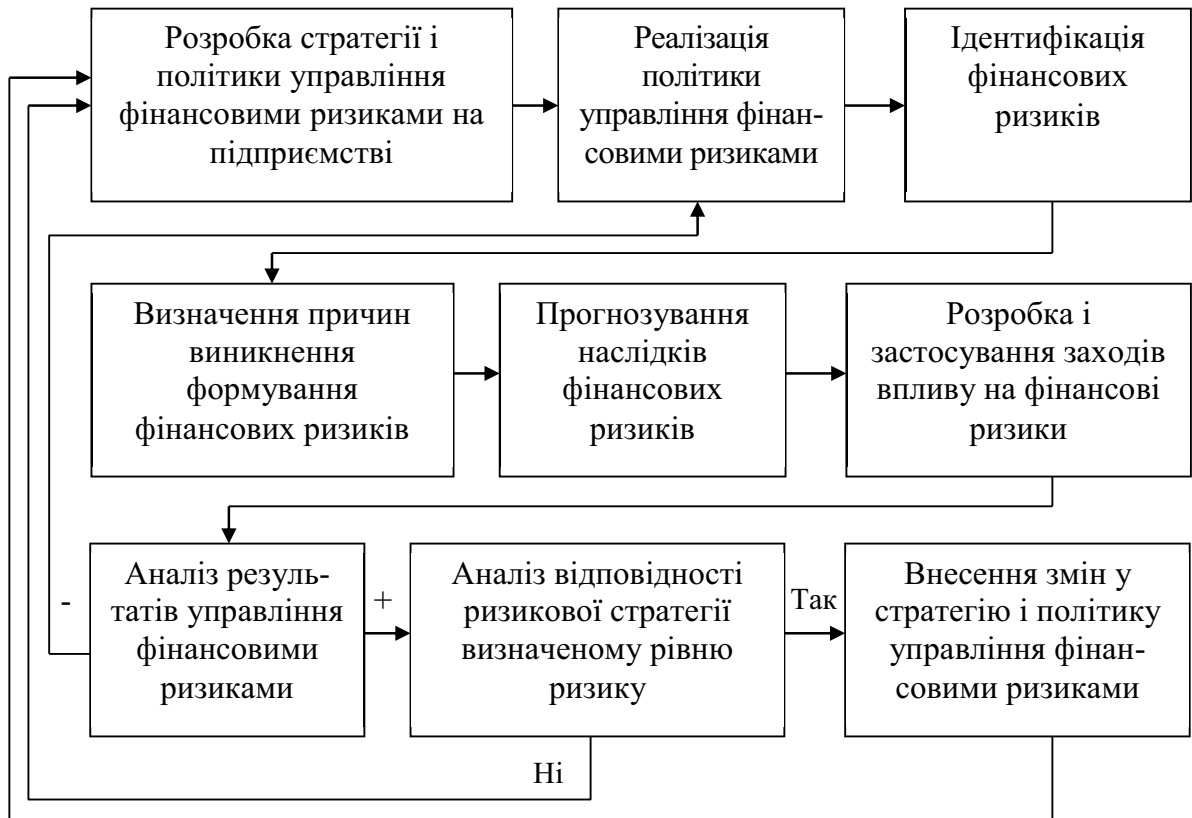 Розробка стратегії і
політики управління
фінансовими ризиками на
підприємстві
Реалізація
політики
управління фінан-
совими ризиками
Ідентифікація
фінансових
ризиків
Визначення причин
виникнення
формування
фінансових ризиків
Прогнозування
наслідків
фінансових
ризиків
Розробка і
застосування заходів
впливу на фінансові
ризики
-
Аналіз резуль-
татів управління
фінансовими
ризиками
+
Аналіз відповідності
ризикової стратегії
визначеному рівню
ризику
Так
Внесення змін у
стратегію і політику
управління фінан-
совими ризиками
Ні